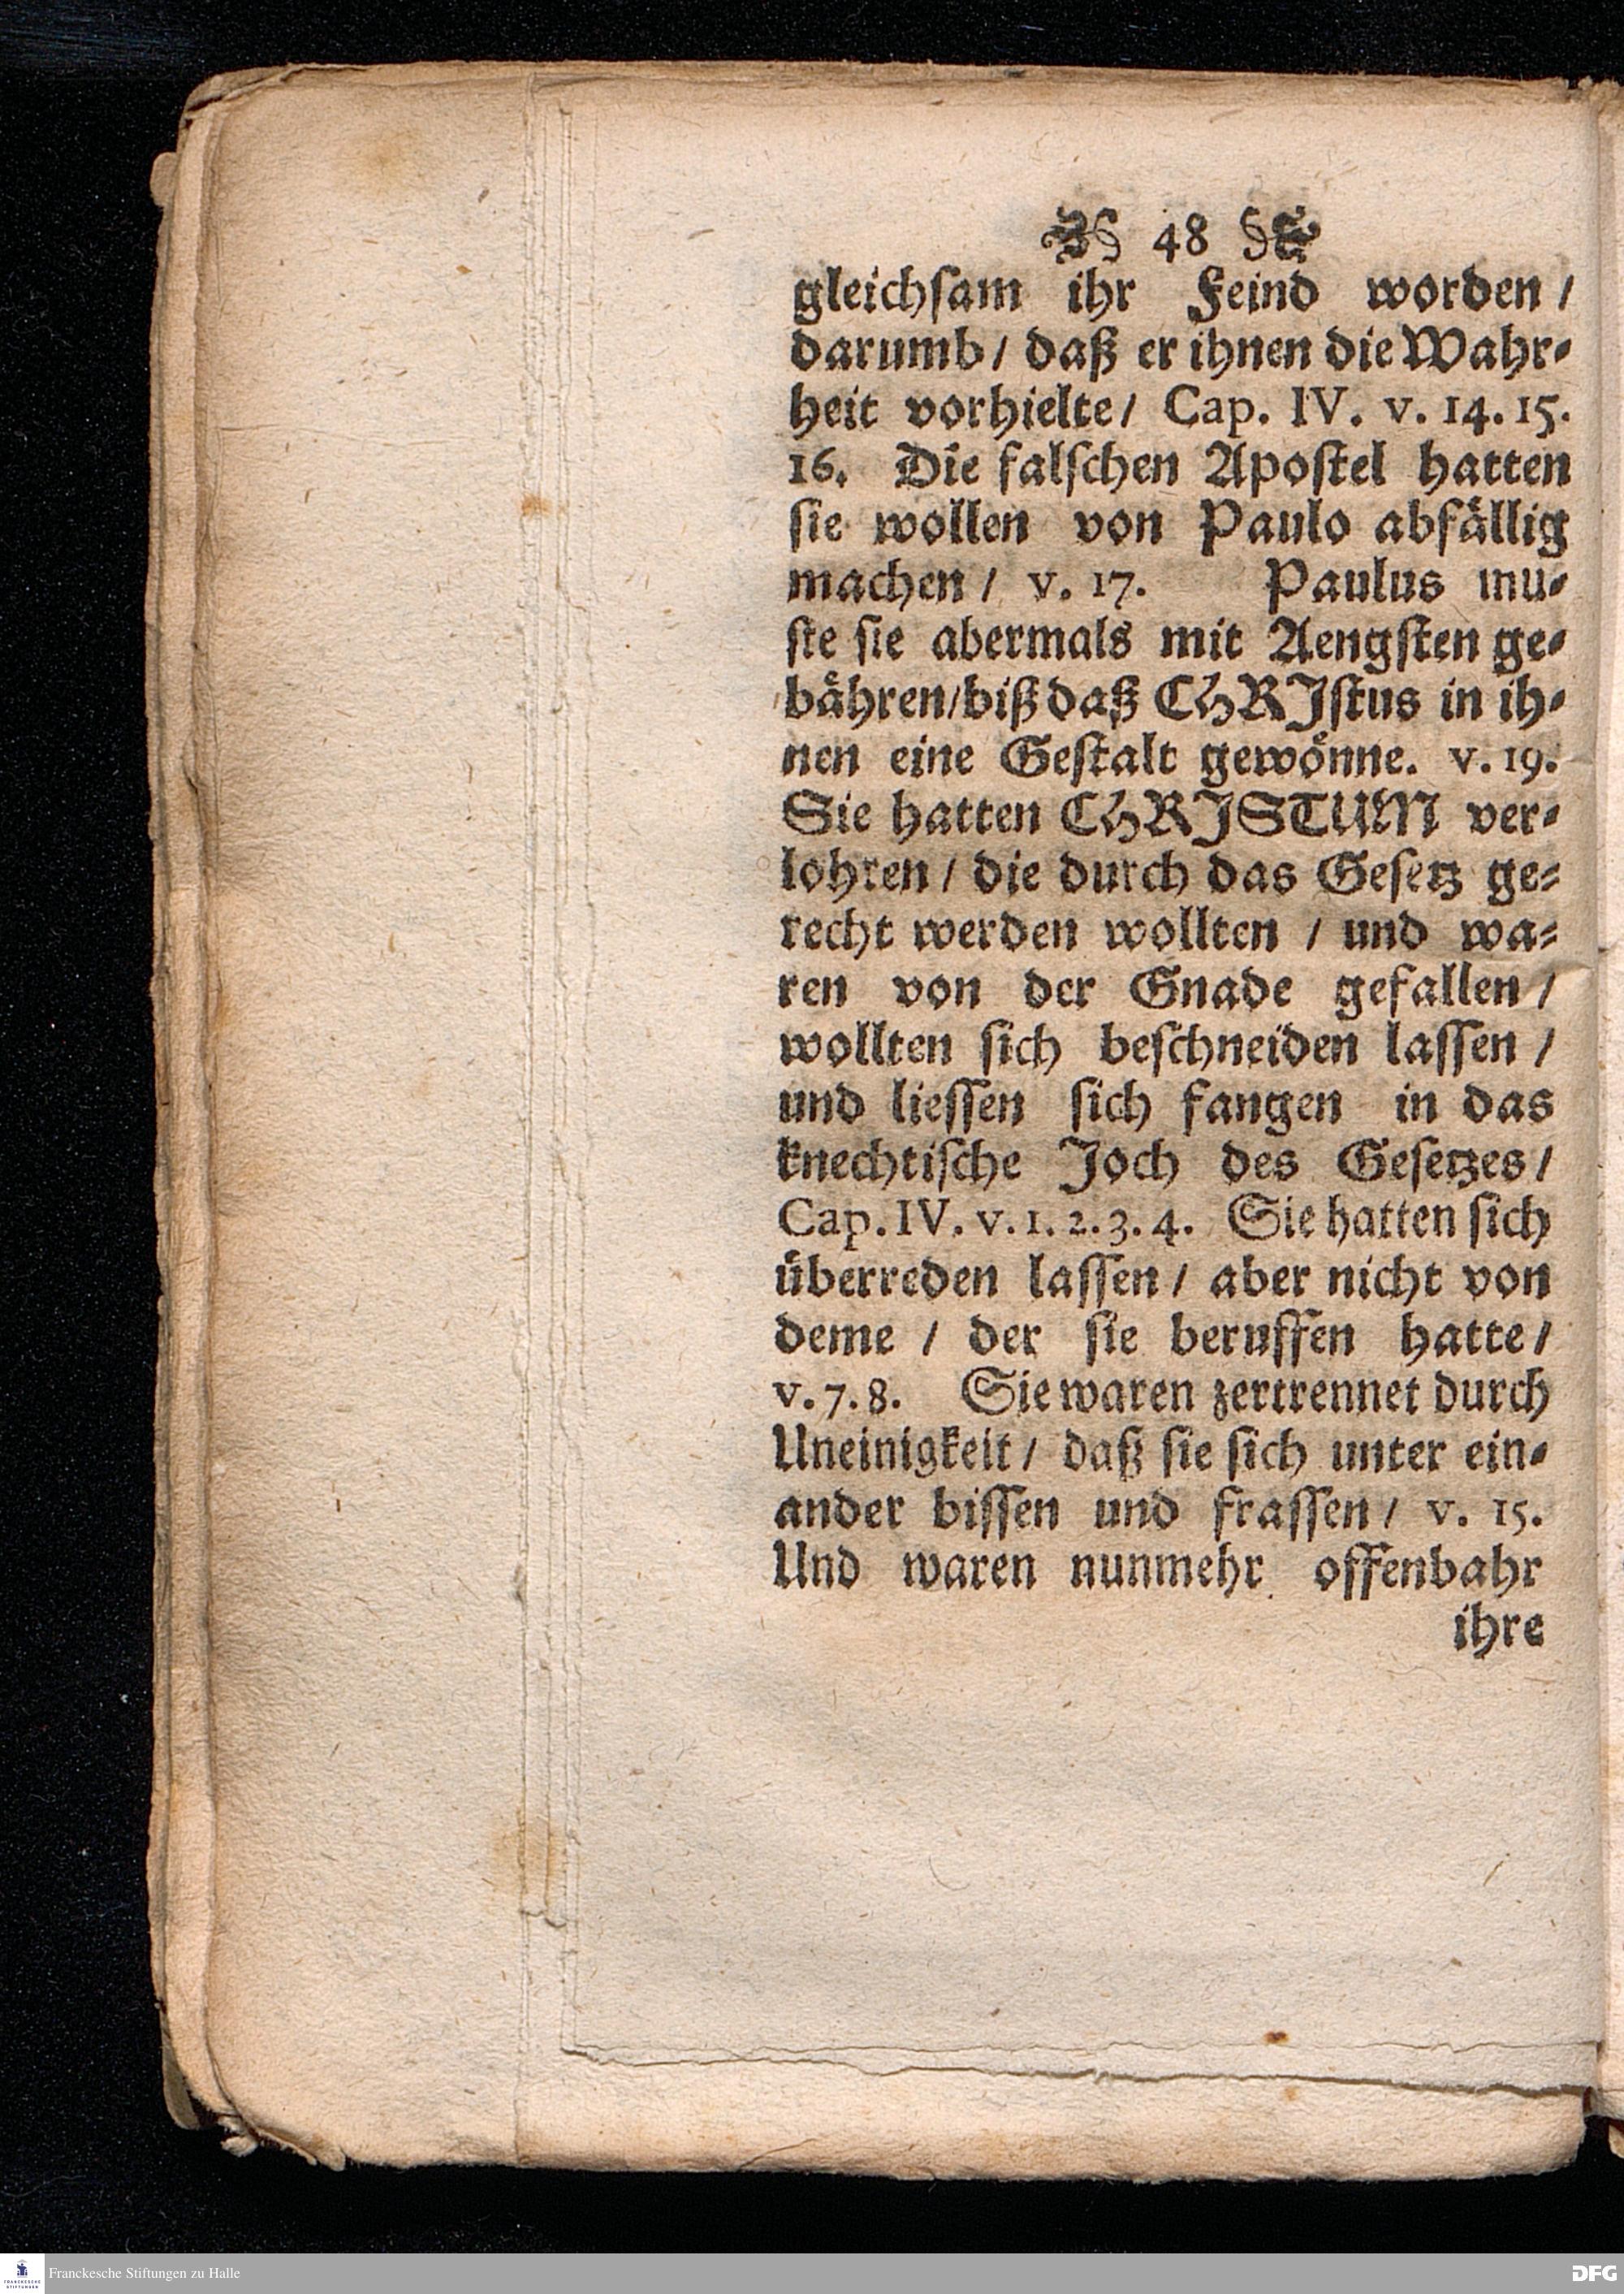 48
gleichsam ihr Feind worden /
darumb / daß er ihnen die Wahr-
heit vorhielte / Cap. IV. v. 14. 15.
16. Die falschen Apostel hatten
sie wollen von Paulo abfällig
machen / v. 17. Paulus mu-
ste sie abermals mit Aengsten ge-
bähren/biß daß CHRJstus in ih-
nen eine Gestalt gewönne. v. 19.
Sie hatten CHRJSTUM ver-
lohren / die durch das Gesetz ge-
recht werden wollten / und wa-
ren von der Gnade gefallen /
wollten sich beschneiden lassen /
und liessen sich fangen in das
knechtische Joch des Gesetzes /
Cap. IV. v. 1. 2. 3. 4. Sie hatten sich
überreden lassen / aber nicht von
deme / der sie beruffen hatte /
v. 7. 8. Sie waren zertrennet durch
Uneinigkeit / daß sie sich unter ein-
ander bissen und frassen / v. 15.
Und waren nunmehr offenbahr
ihre
Franckesche Stiftungen zu Halle
DFG